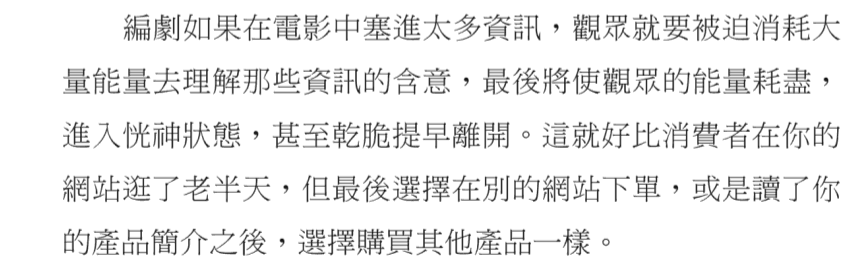 編劇如果在電影中塞進太多資訊，觀眾就要被迫消耗大
量能量去理解那些資訊的含意，最後將使觀眾的能量耗盡，
進入恍神狀態，甚至乾脆提早離開。這就好比消費者在你的
網站逛了老半天，但最後選擇在別的網站下單，或是讀了你
的產品簡介之後，選擇購買其他產品一樣。